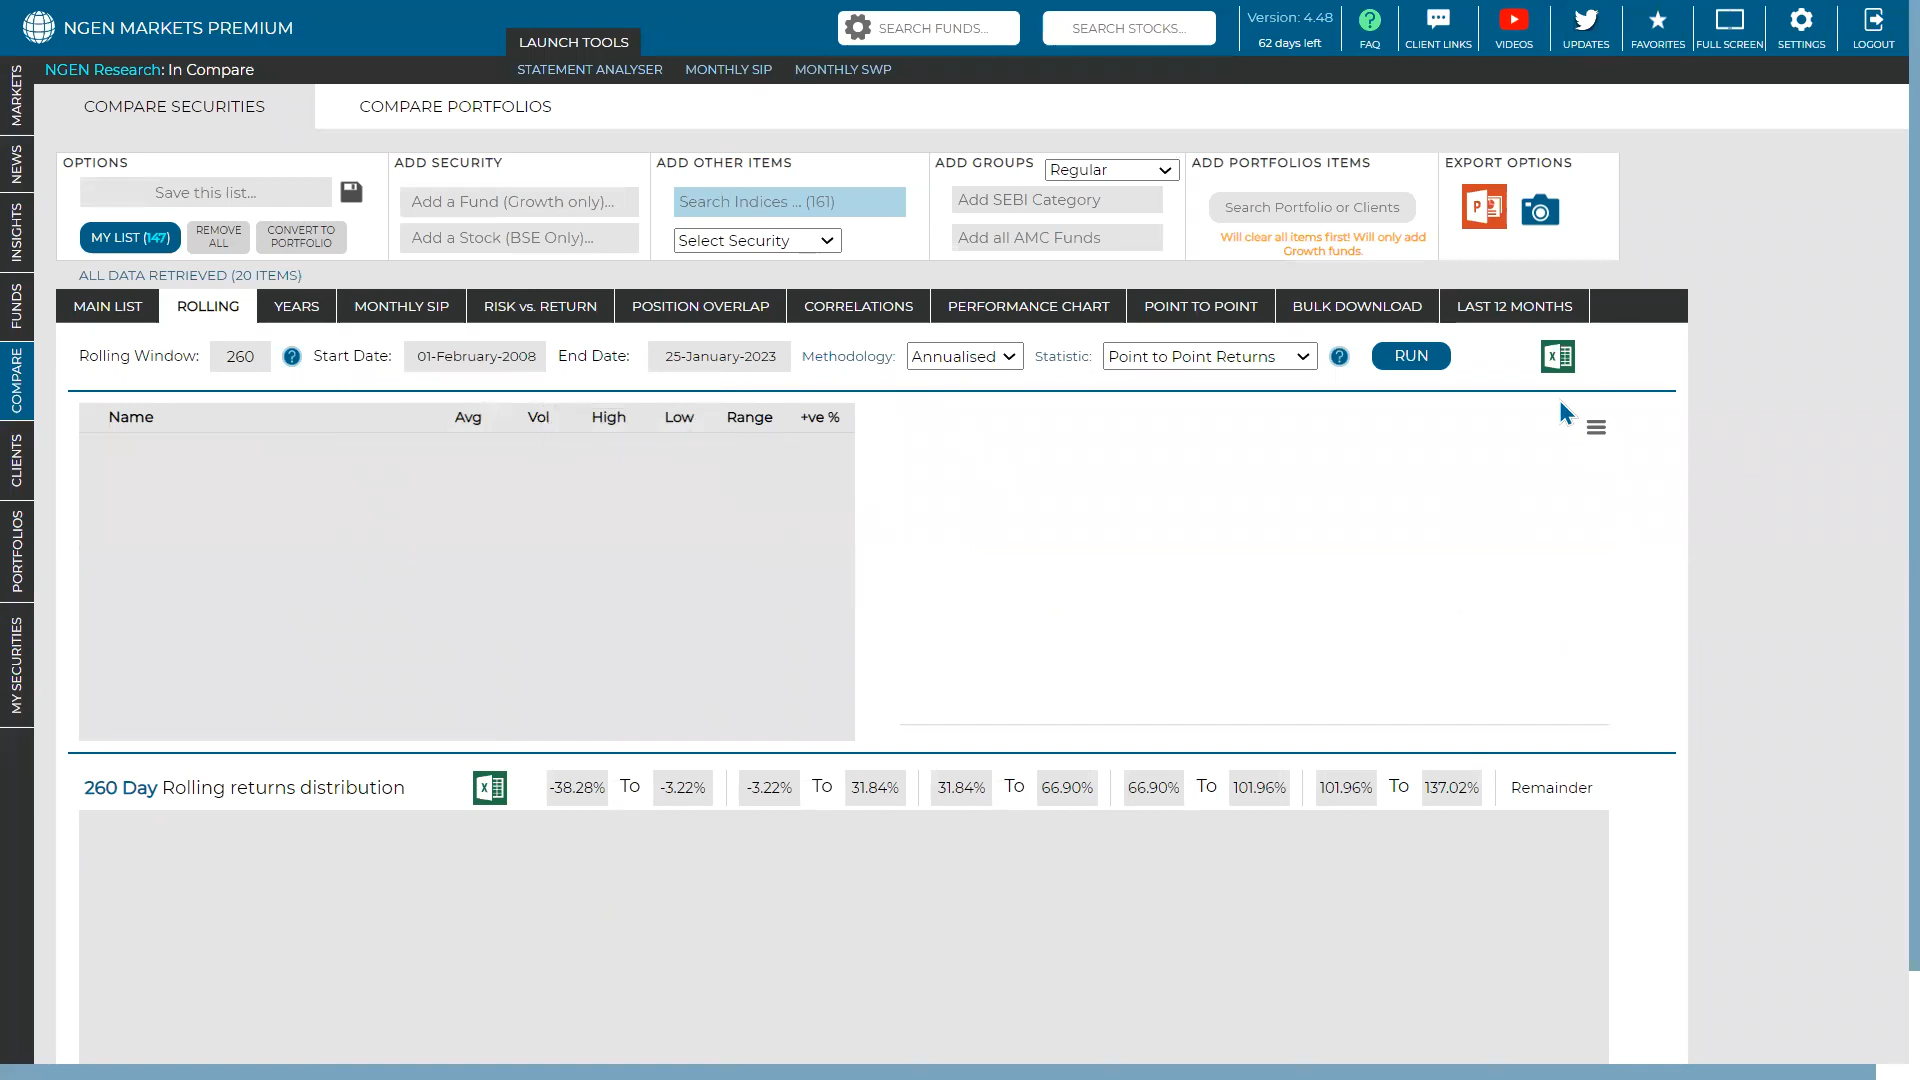 NGEN MARKETS PREMIUM
LAUNCH TOOLS
SEARCH FUNDS...
SEARCH STOCKS...
Version: 4.48
62 days left
FAQ
CLIENT LINKS
VIDEOS
UPDATES
FAVORITES
FULL SCREEN
SETTINGS
LOGOUT
NGEN Research: In Compare
STATEMENT ANALYSER
MONTHLY SIP
MONTHLY SWP
MARKETS
NEWS
INSIGHTS
FUNDS
COMPARE
CLIENTS
PORTFOLIOS
MY SECURITIES
COMPARE SECURITIES
COMPARE PORTFOLIOS
OPTIONS
Save this list...
MY LIST (147)
REMOVE
ALL
CONVERT TO
PORTFOLIO
ADD SECURITY
Add a Fund (Growth only)...
Add a Stock (BSE Only)...
ADD OTHER ITEMS
Search Indices ... (161)
Select Security
ADD GROUPS
Regular
Add SEBI Category
Add all AMC Funds
ADD PORTFOLIOS ITEMS
Search Portfolio or Clients
Will clear all items first! Will only add
Growth funds.
EXPORT OPTIONS
P
ALL DATA RETRIEVED (20 ITEMS)
MAIN LIST
ROLLING
YEARS
MONTHLY SIP
RISK vs. RETURN
POSITION OVERLAP
CORRELATIONS
PERFORMANCE CHART
POINT TO POINT
BULK DOWNLOAD
LAST 12 MONTHS
Rolling Window: 260 ? Start Date: 01-February-2008 End Date: 25-January-2023 Methodology: Annualised Statistic: Point to Point Returns ? RUN X
Name Avg Vol High Low Range +ve %
260 Day Rolling returns distribution X -38.28% To -3.22% -3.22% To 31.84% 31.84% To 66.90% 66.90% To 101.96% 101.96% To 137.02% Remainder